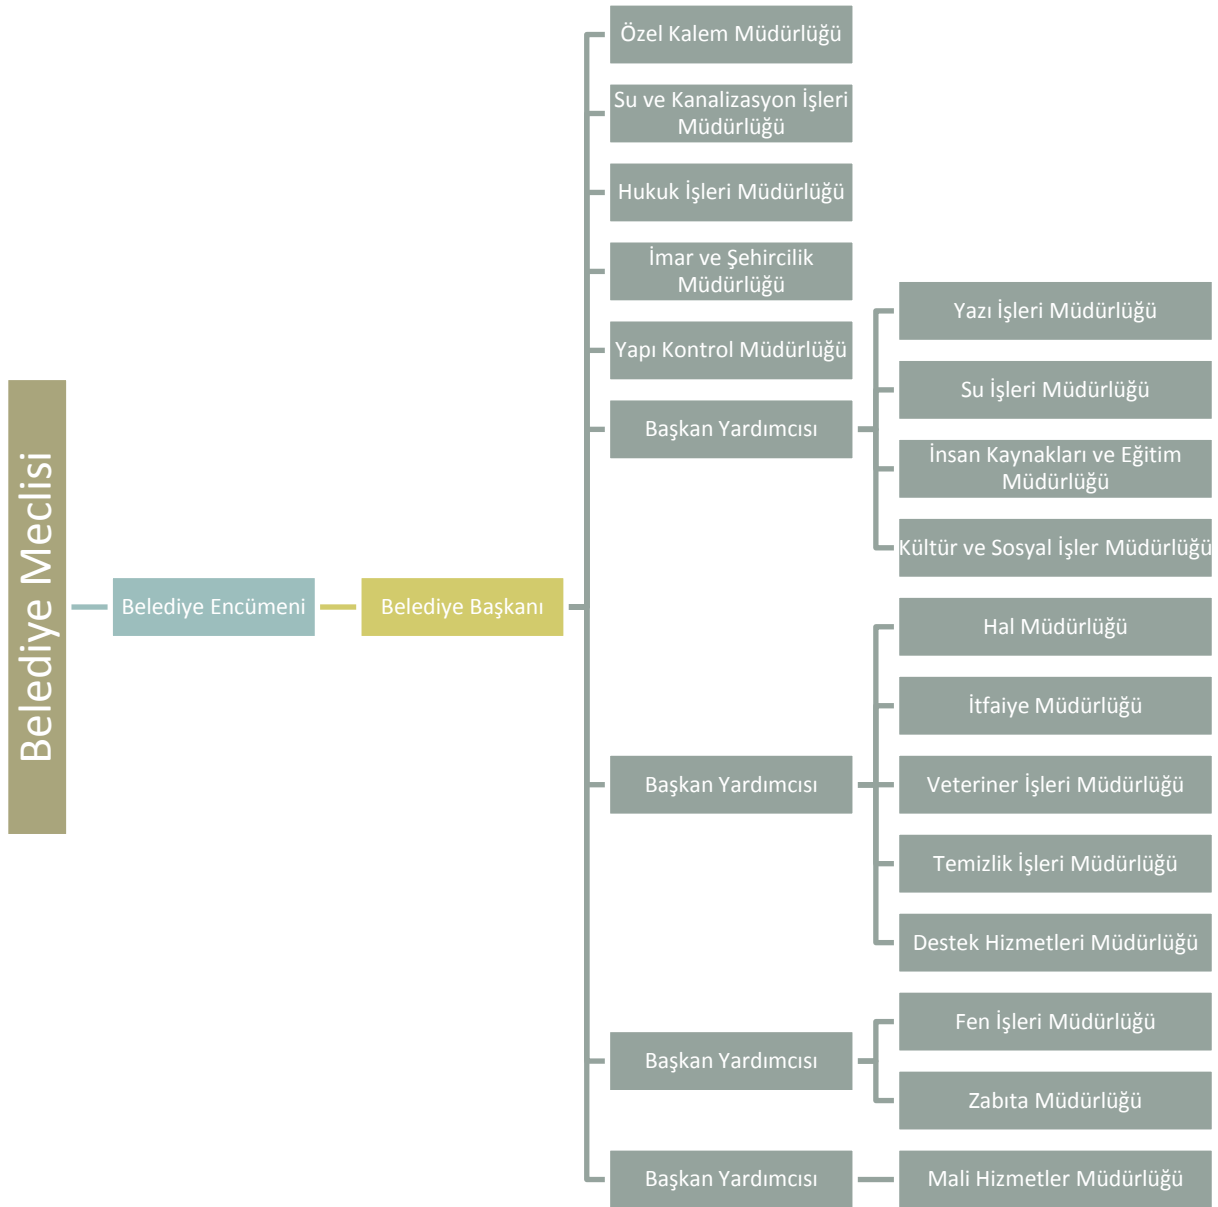 Belediye Meclisi
Belediye Encümeni
Belediye Başkanı
Özel Kalem Müdürlüğü
Su ve Kanalizasyon İşleri
Müdürlüğü
Hukuk İşleri Müdürlüğü
İmar ve Şehircilik
Müdürlüğü
Yapı Kontrol Müdürlüğü
Başkan Yardımcısı
Yazı İşleri Müdürlüğü
Su İşleri Müdürlüğü
İnsan Kaynakları ve Eğitim
Müdürlüğü
Kültür ve Sosyal İşler Müdürlüğü
Başkan Yardımcısı
Hal Müdürlüğü
İtfaiye Müdürlüğü
Veteriner İşleri Müdürlüğü
Temizlik İşleri Müdürlüğü
Destek Hizmetleri Müdürlüğü
Başkan Yardımcısı
Fen İşleri Müdürlüğü
Zabıta Müdürlüğü
Başkan Yardımcısı
Mali Hizmetler Müdürlüğü